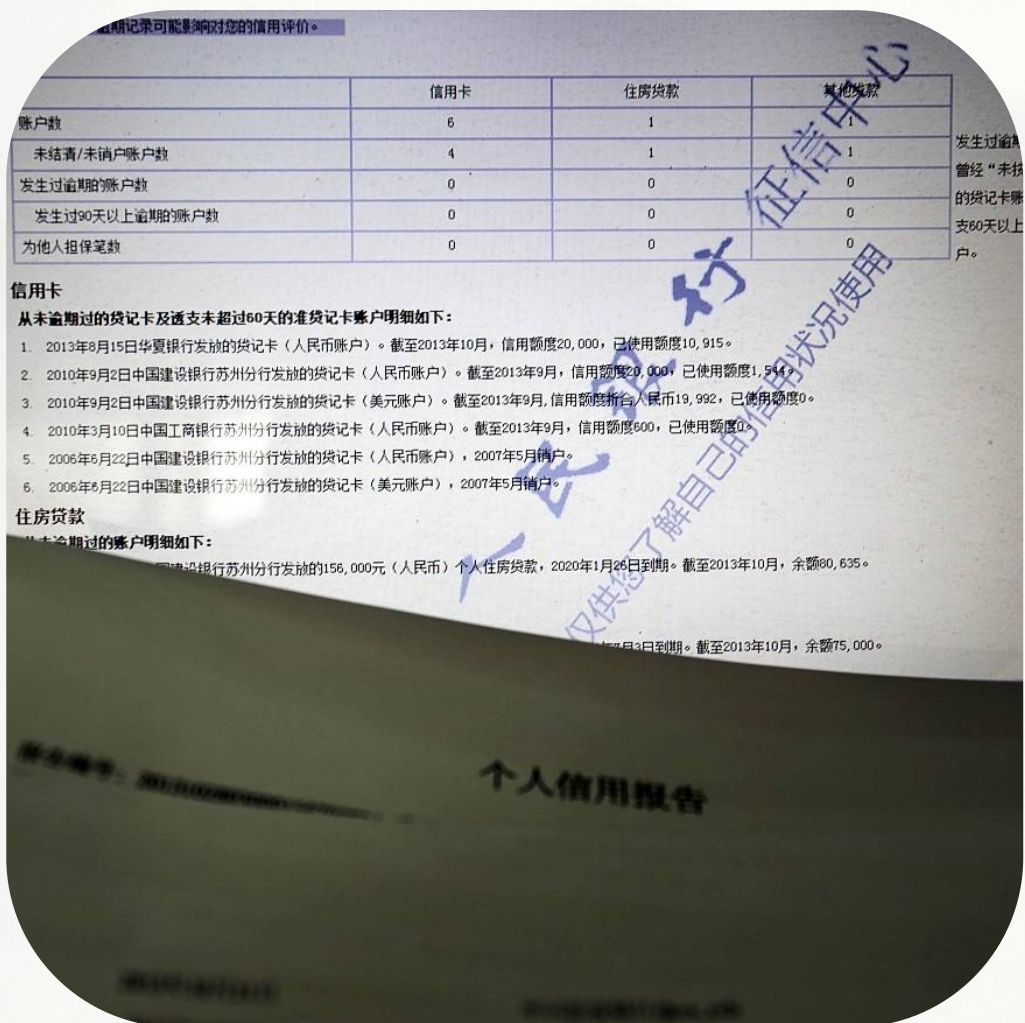 逾期记录可能影响对您的信用评价。
信用卡 住房贷款 其他贷款
账户数 6 1 1
未结清/未销户账户数 4 1 1
发生过逾期的账户数 0 0 0
发生过90天以上逾期的账户数 0 0 0
为他人担保笔数 0 0 0
发生过逾期
曾经“未按
的贷记卡账
支60天以上
户。
信用卡
从未逾期过的贷记卡及透支未超过60天的准贷记卡账户明细如下：
1. 2013年8月15日华夏银行发放的贷记卡（人民币账户）。截至2013年10月，信用额度20,000，已使用额度10,915。
2. 2010年9月2日中国建设银行苏州分行发放的贷记卡（人民币账户）。截至2013年9月，信用额度20,000，已使用额度1,544。
3. 2010年9月2日中国建设银行苏州分行发放的贷记卡（美元账户）。截至2013年9月,信用额度折合人民币19,992，已使用额度0。
4. 2010年3月10日中国工商银行苏州分行发放的贷记卡（人民币账户）。截至2013年9月，信用额度600，已使用额度0。
5. 2006年6月22日中国建设银行苏州分行发放的贷记卡（人民币账户），2007年5月销户。
6. 2006年6月22日中国建设银行苏州分行发放的贷记卡（美元账户），2007年5月销户。
住房贷款
从未逾期过的账户明细如下：
国建设银行苏州分行发放的156,000元（人民币）个人住房贷款，2020年1月26日到期。截至2013年10月，余额80,635。
月3日到期。截至2013年10月，余额75,000。
人民银行 征信中心
仅供您了解自己的信用状况使用
个人信用报告